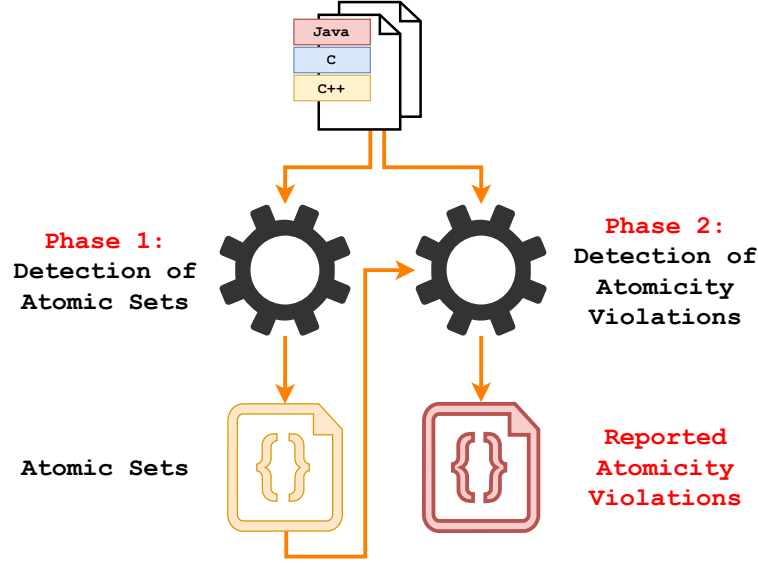 Java
C
C++
Phase 1:
Detection of
Atomic Sets
Phase 2:
Detection of
Atomicity
Violations
Atomic Sets
Reported
Atomicity
Violations